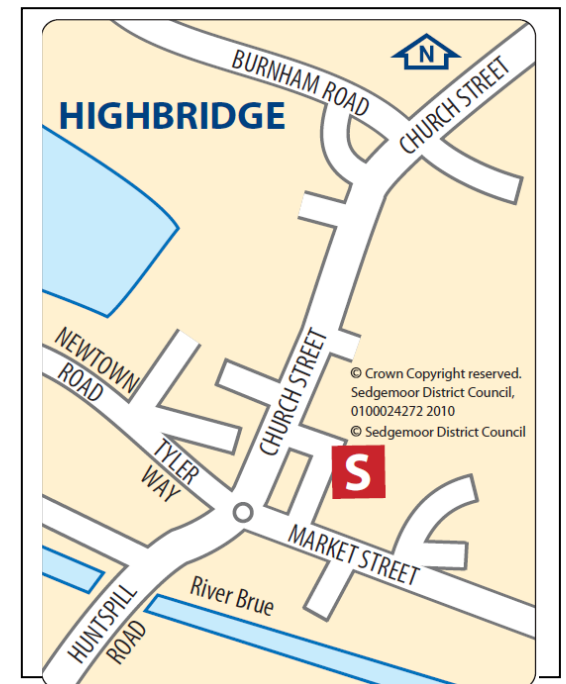 N
BURNHAM ROAD
CHURCH STREET
HIGHBRIDGE
NEWTOWN
ROAD
CHURCH STREET
© Crown Copyright reserved.
Sedgemoor District Council,
0100024272 2010
© Sedgemoor District Council
TYLER
WAY
S
MARKET STREET
River Brue
HUNTSPILL
ROAD